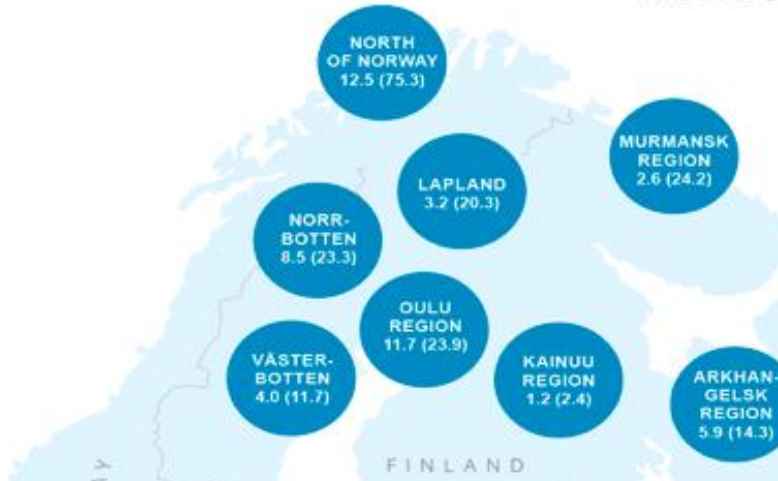 NORTH
OF NORWAY
12.5 (75.3)
MURMANSK
REGION
2.6 (24.2)
LAPLAND
3.2 (20.3)
NORR-
BOTTEN
8.5 (23.3)
OULU
REGION
11.7 (23.9)
VÄSTER-
BOTTEN
4.0 (11.7)
KAINUU
REGION
1.2 (2.4)
ARKHAN-
GELSK
REGION
5.9 (14.3)
FINLAND